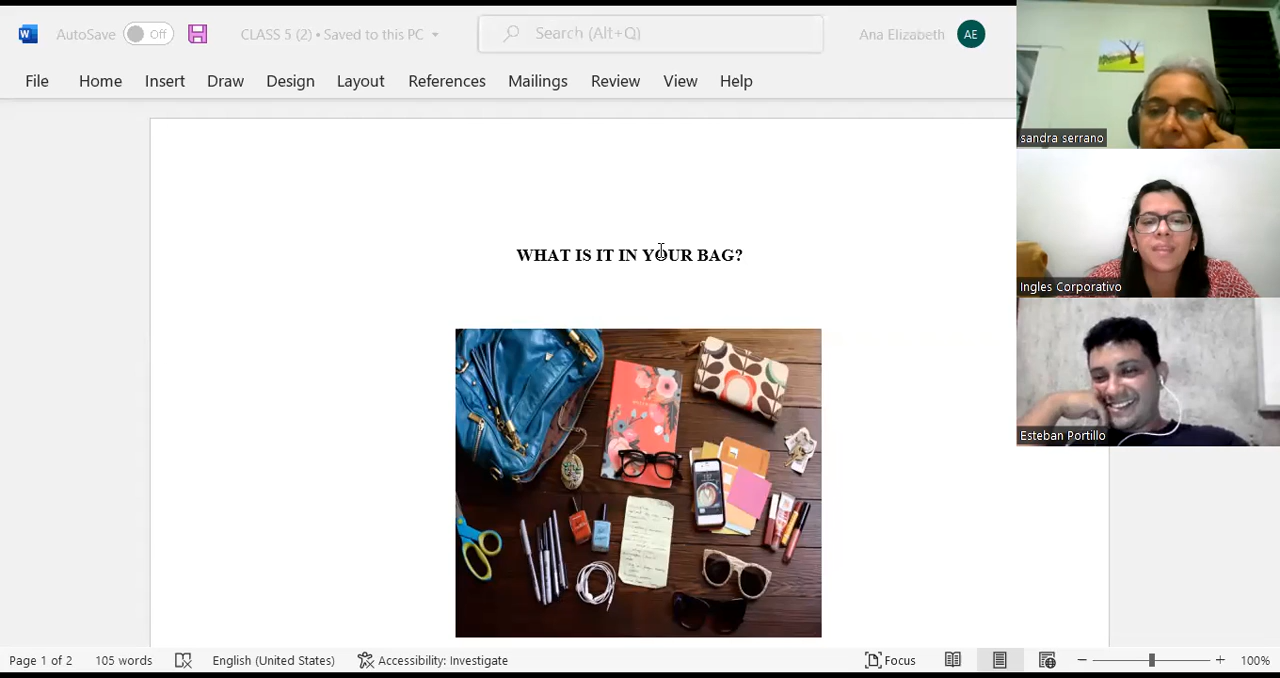 AutoSave Off CLASS 5 (2) • Saved to this PC Search (Alt+Q) Ana Elizabeth AE
File Home Insert Draw Design Layout References Mailings Review View Help
WHAT IS IT IN YOUR BAG?
sandra serrano
Ingles Corporativo
Esteban Portillo
Page 1 of 2 105 words English (United States) Accessibility: Investigate Focus 100%